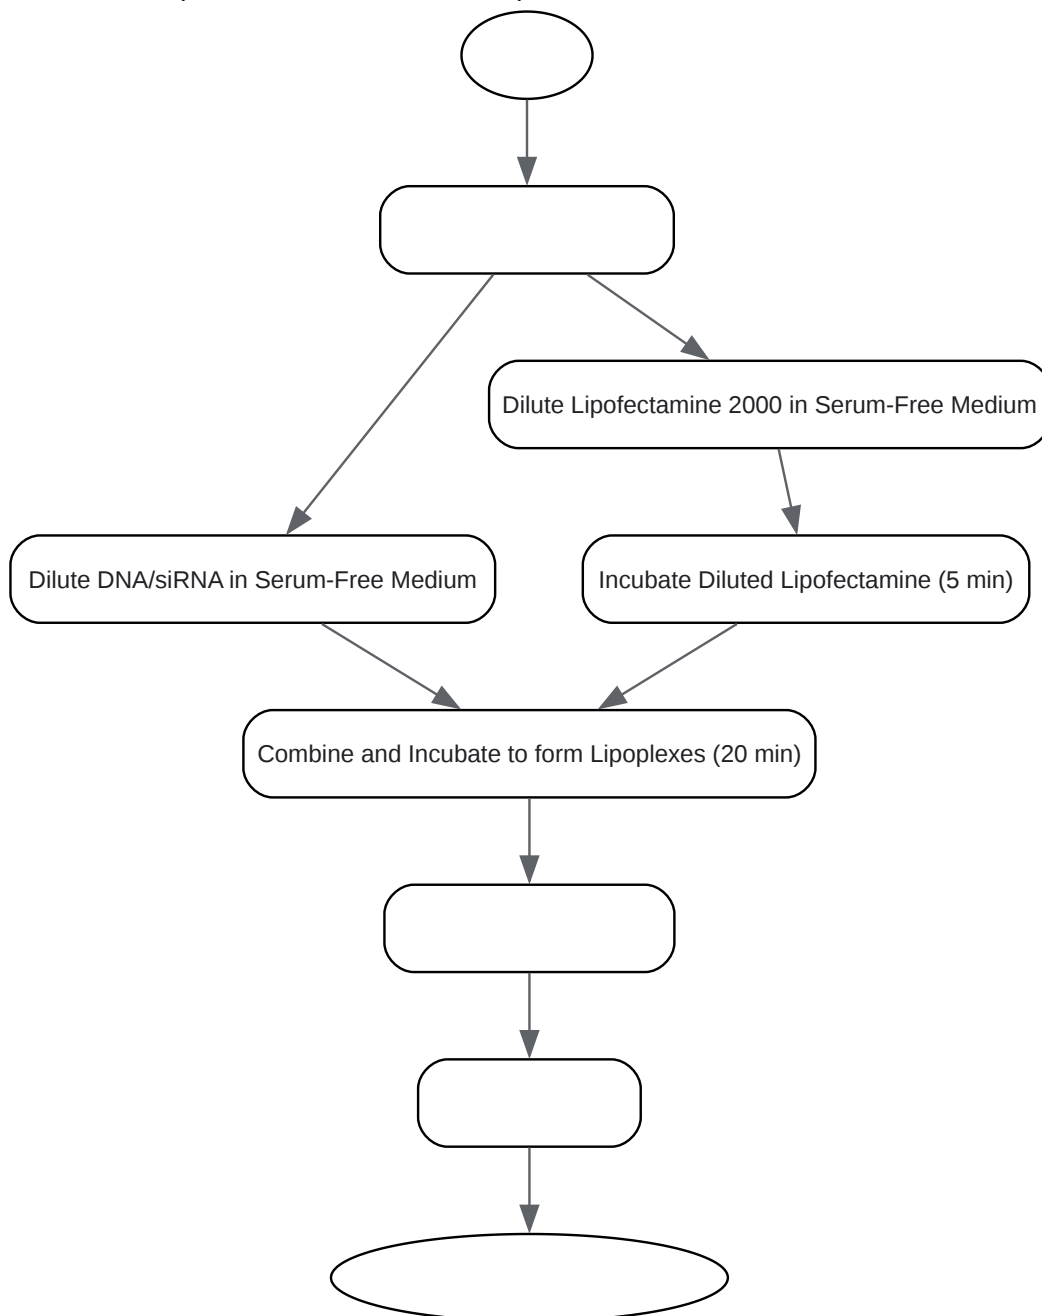 Dilute Lipofectamine 2000 in Serum-Free Medium
Dilute DNA/siRNA in Serum-Free Medium
Incubate Diluted Lipofectamine (5 min)
Combine and Incubate to form Lipoplexes (20 min)